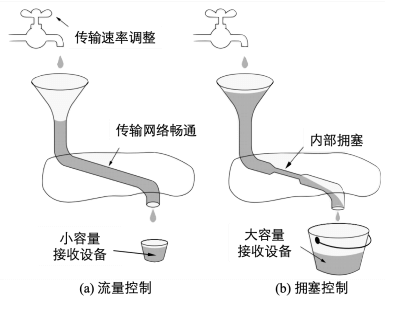 传输速率调整
传输网络畅通
小容量
接收设备
(a) 流量控制
内部拥塞
大容量
接收设备
(b) 拥塞控制